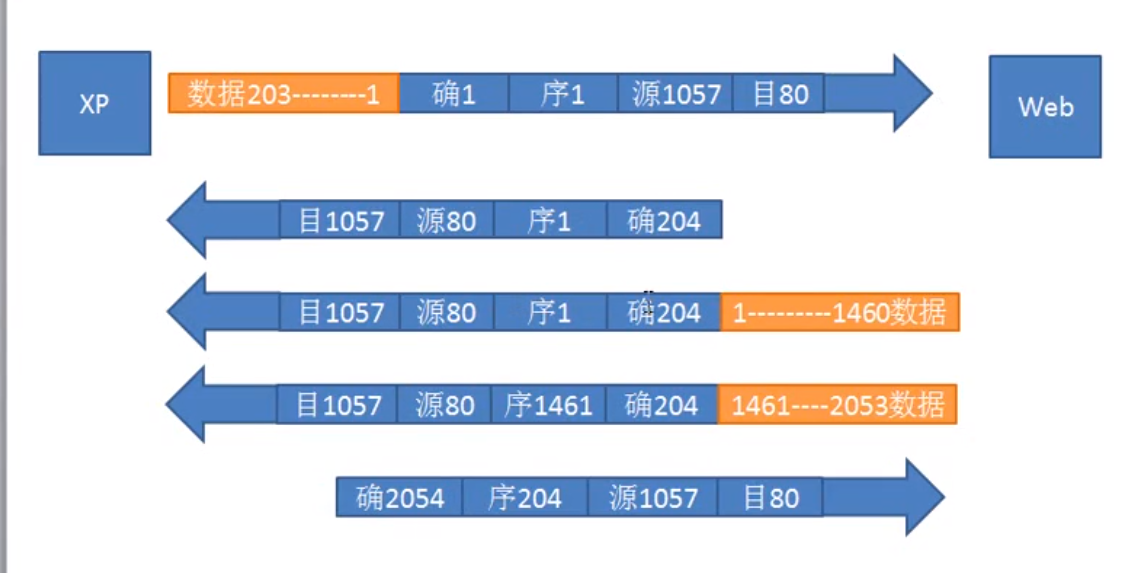 XP
数据203--------1 确1 序1 源1057 目80
Web
目1057 源80 序1 确204
目1057 源80 序1 确204 1---------1460数据
目1057 源80 序1461 确204 1461----2053数据
确2054 序204 源1057 目80